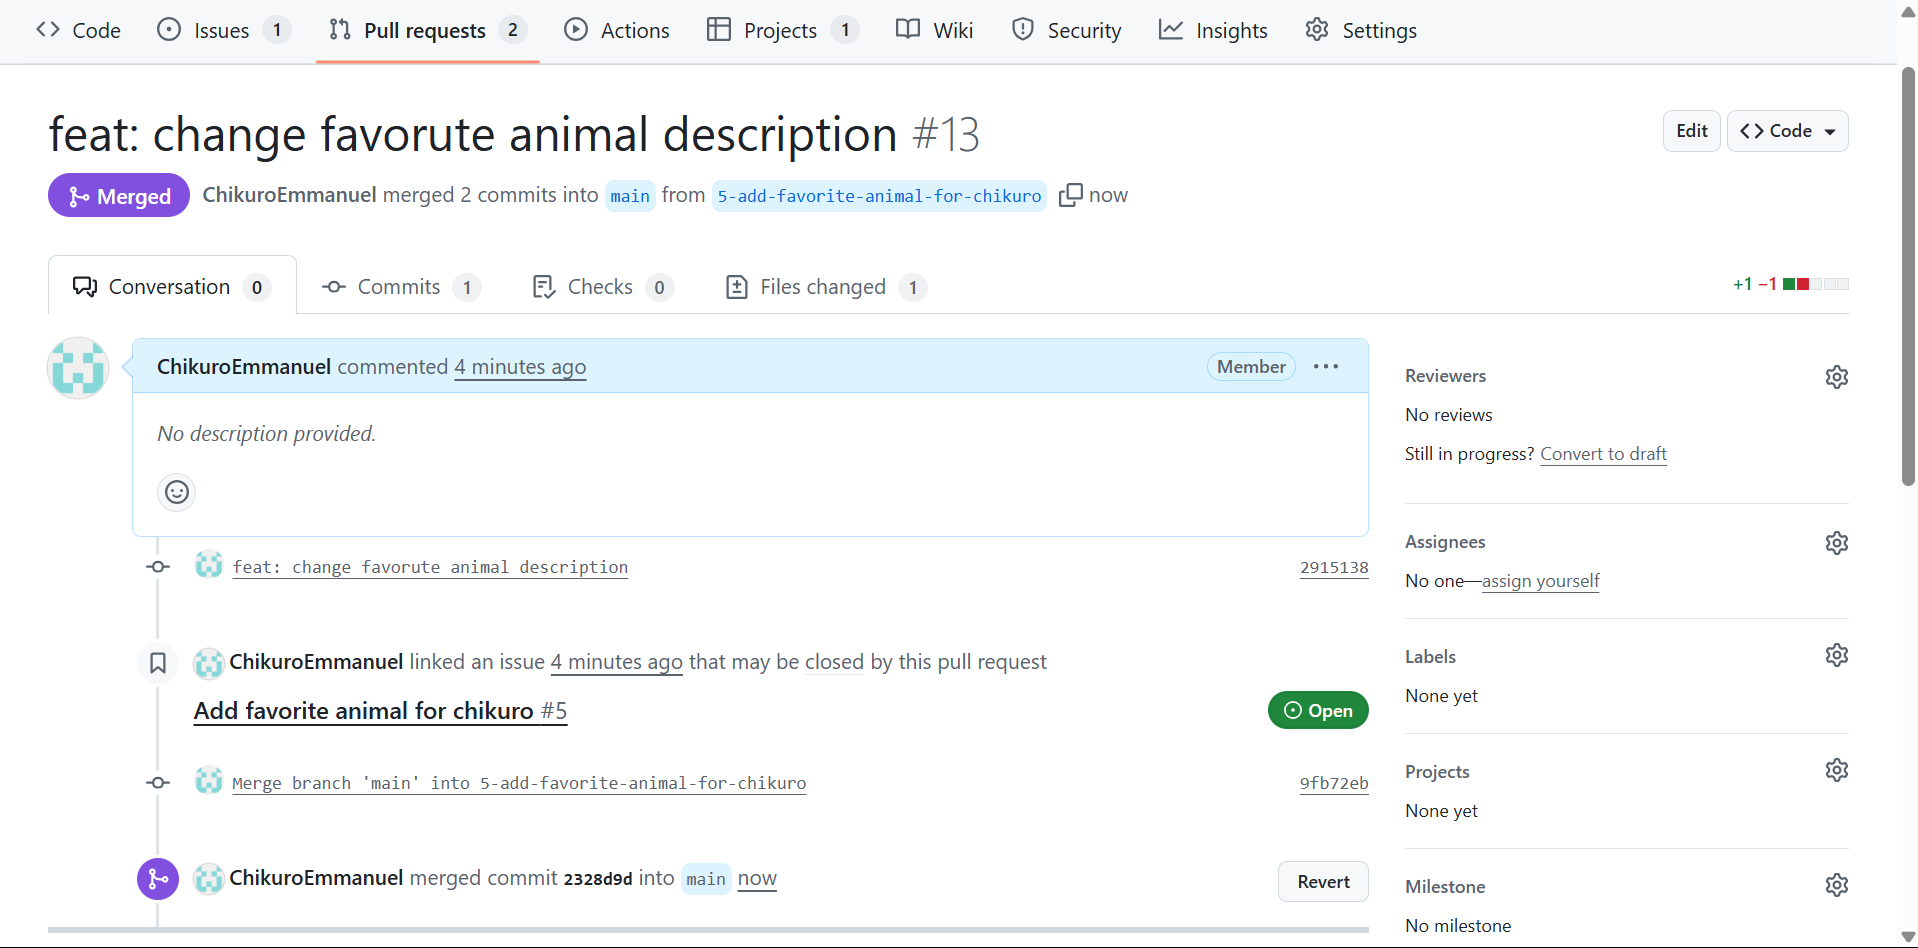 Code Issues 1 Pull requests 2 Actions Projects 1 Wiki Security Insights Settings
feat: change favorute animal description #13
Edit Code
Merged ChikuroEmmanuel merged 2 commits into main from 5-add-favorite-animal-for-chikuro now
Conversation 0 Commits 1 Checks 0 Files changed 1
+1 −1
ChikuroEmmanuel commented 4 minutes ago Member
No description provided.
feat: change favorute animal description 2915138
ChikuroEmmanuel linked an issue 4 minutes ago that may be closed by this pull request
Add favorite animal for chikuro #5 Open
Merge branch 'main' into 5-add-favorite-animal-for-chikuro 9fb72eb
ChikuroEmmanuel merged commit 2328d9d into main now Revert
Reviewers
No reviews
Still in progress? Convert to draft
Assignees
No one—assign yourself
Labels
None yet
Projects
None yet
Milestone
No milestone